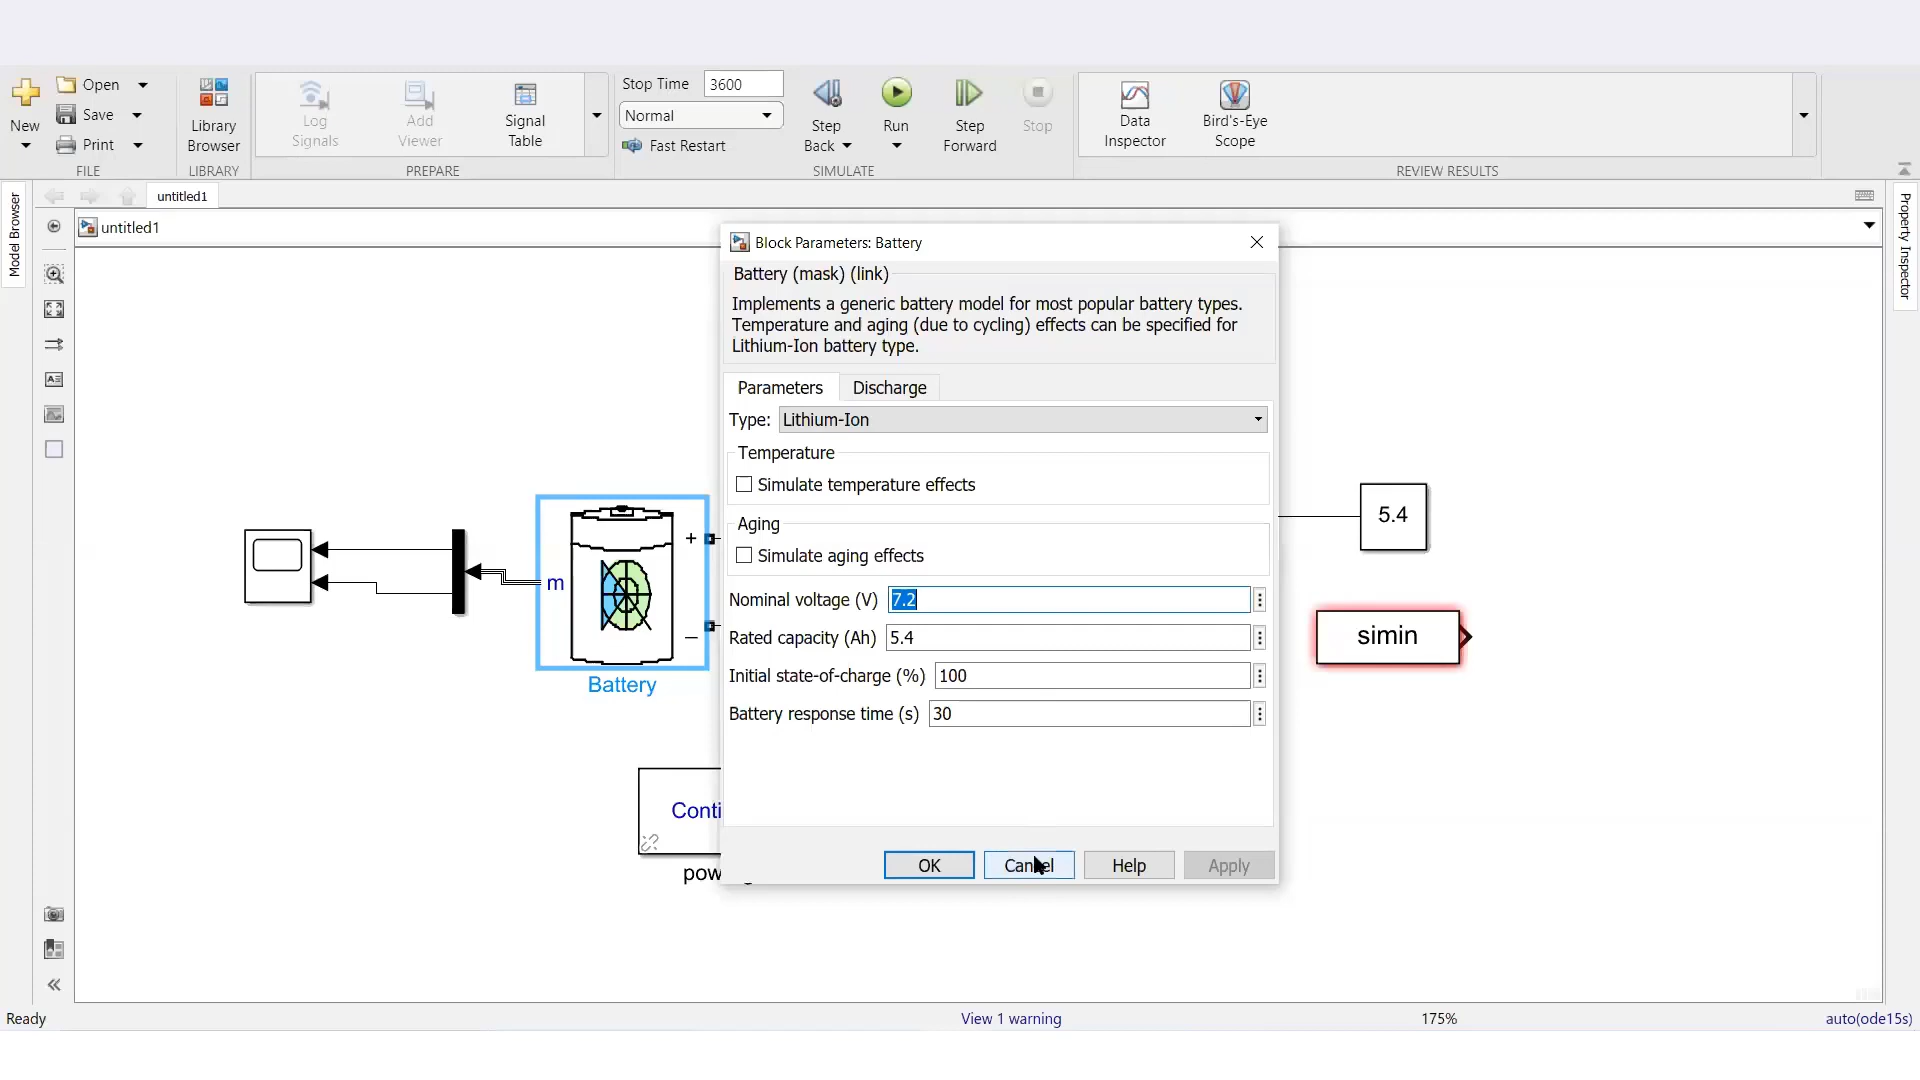 New
Open
Save
Print
FILE
Library
Browser
LIBRARY
Log
Signals
Add
Viewer
Signal
Table
PREPARE
Stop Time 3600
Normal
Fast Restart
Step
Back
Run
Step
Forward
Stop
SIMULATE
Data
Inspector
Bird's-Eye
Scope
REVIEW RESULTS
Model Browser
untitled1
untitled1
Property Inspector
Block Parameters: Battery
Battery (mask) (link)
Implements a generic battery model for most popular battery types.
Temperature and aging (due to cycling) effects can be specified for
Lithium-Ion battery type.
Parameters Discharge
Type: Lithium-Ion
Temperature
Simulate temperature effects
Aging
Simulate aging effects
Nominal voltage (V) 7.2
Rated capacity (Ah) 5.4
Initial state-of-charge (%) 100
Battery response time (s) 30
OK Cancel Help Apply
m
+
–
Battery
Conti
pow
5.4
simin
Ready
View 1 warning
175%
auto(ode15s)